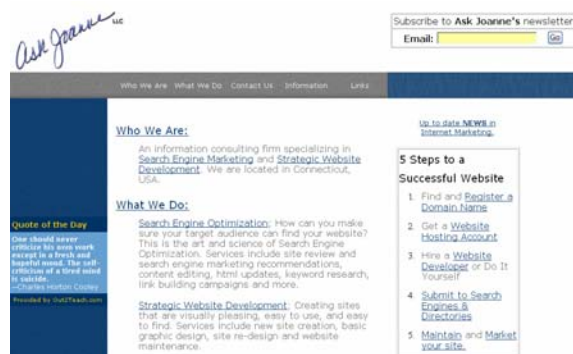 Ask Joanne LLC
Subscribe to Ask Joanne's newsletter
Email: Go
Who We Are What We Do Contact Us Information Links
Who We Are:
An information consulting firm specializing in
Search Engine Marketing and Strategic Website
Development. We are located in Connecticut,
USA.
What We Do:
Search Engine Optimization: How can you make
sure your target audience can find your website?
This is the art and science of Search Engine
Optimization. Services include site review and
search engine marketing recommendations,
content editing, html updates, keyword research,
link building campaigns and more.
Strategic Website Development: Creating sites
that are visually pleasing, easy to use, and easy
to find. Services include new site creation, basic
graphic design, site re-design and website
maintenance.
Quote of the Day
One should never
criticize his own work
except in a fresh and
hopeful mood. The self-
criticism of a tired mind
is suicide.
—Charles Horton Cooley
Provided by Out2Teach.com
Up to date NEWS in
Internet Marketing.
5 Steps to a
Successful Website
1. Find and Register a
Domain Name
2. Get a Website
Hosting Account
3. Hire a Website
Developer or Do It
Yourself
4. Submit to Search
Engines &
Directories
5. Maintain and Market
your site.